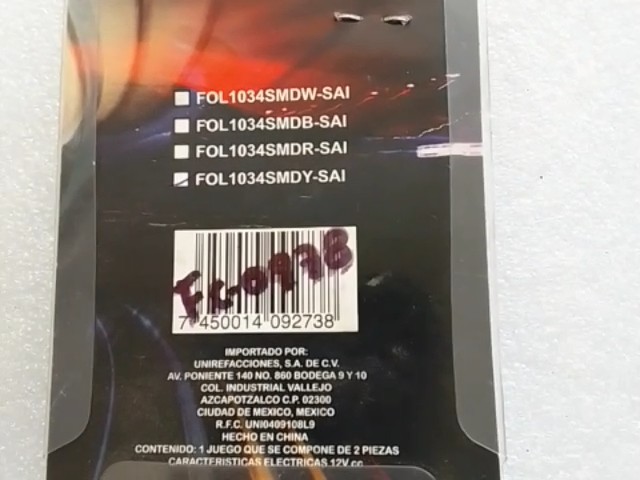 FOL1034SMDW-SAI
FOL1034SMDB-SAI
FOL1034SMDR-SAI
FOL1034SMDY-SAI
FG-0978
7 450014 092738
IMPORTADO POR:
UNIREFACCIONES, S.A. DE C.V.
AV. PONIENTE 140 NO. 860 BODEGA 9 Y 10
COL. INDUSTRIAL VALLEJO
AZCAPOTZALCO C.P. 02300
CIUDAD DE MEXICO, MEXICO
R.F.C. UNI0409108L9
HECHO EN CHINA
CONTENIDO: 1 JUEGO QUE SE COMPONE DE 2 PIEZAS
CARACTERISTICAS ELECTRICAS 12V cc